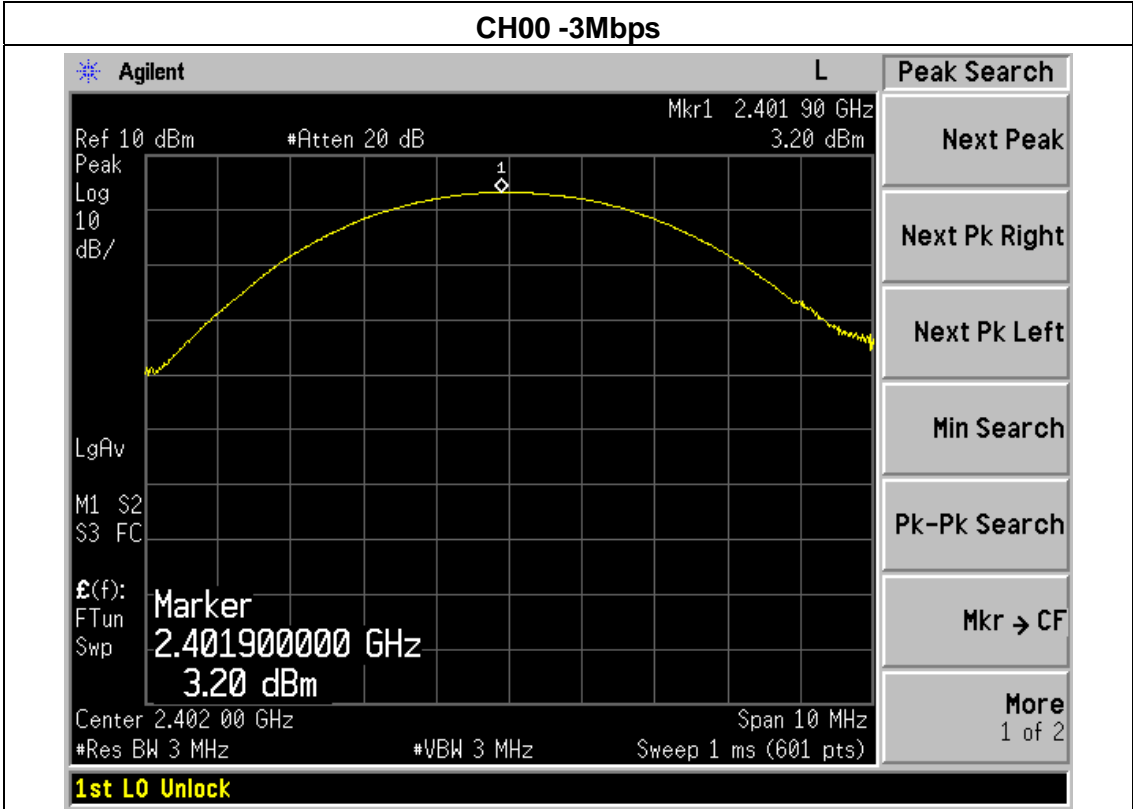 CH00 -3Mbps
Agilent L
Peak Search
Mkr1 2.401 90 GHz
Ref 10 dBm #Atten 20 dB 3.20 dBm
Peak
Log
10
dB/
1
LgAv
M1 S2
S3 FC
£(f):
FTun
Swp
Marker
2.401900000 GHz
3.20 dBm
Center 2.402 00 GHz Span 10 MHz
#Res BW 3 MHz #VBW 3 MHz Sweep 1 ms (601 pts)
1st LO Unlock
Next Peak
Next Pk Right
Next Pk Left
Min Search
Pk-Pk Search
Mkr → CF
More
1 of 2